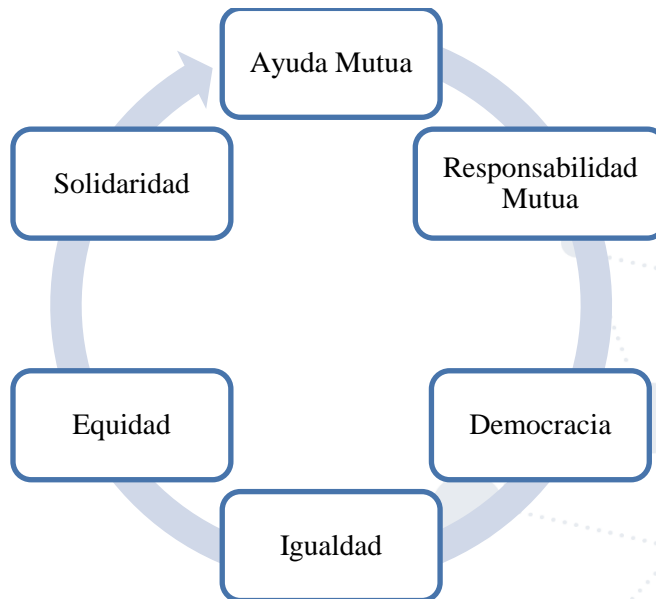 Ayuda Mutua
Responsabilidad
Mutua
Democracia
Igualdad
Equidad
Solidaridad